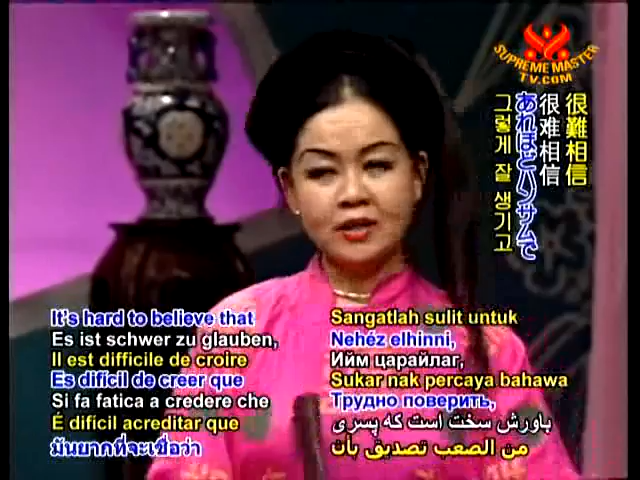 SUPREME MASTER
TV.COM
很難相信
很难相信
あれほどハンサムで
그렇게 잘 생기고
It's hard to believe that
Es ist schwer zu glauben,
Il est difficile de croire
Es difícil de creer que
Si fa fatica a credere che
É difícil acreditar que
มันยากที่จะเชื่อว่า
Sangatlah sulit untuk
Nehéz elhinni,
Ийм царайлаг,
Sukar nak percaya bahawa
Трудно поверить,
باورش سخت است که پسری
من الصعب تصديق بأن